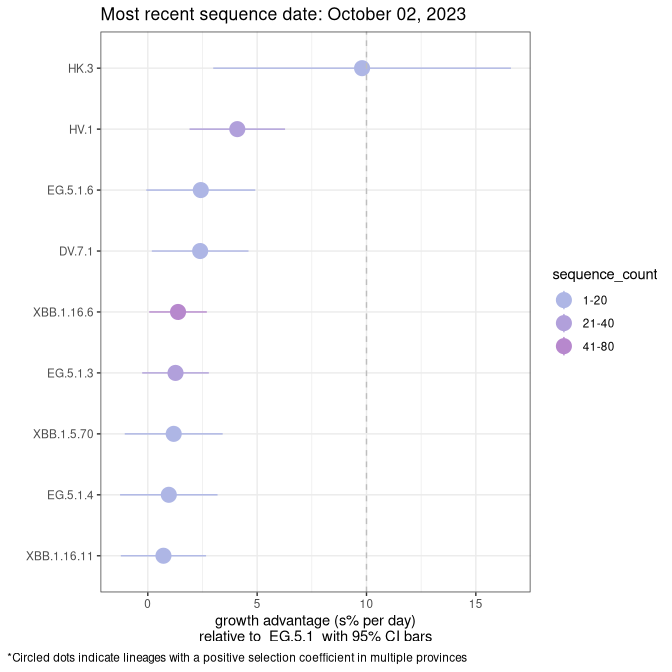 Most recent sequence date: October 02, 2023
HK.3
HV.1
EG.5.1.6
DV.7.1
XBB.1.16.6
EG.5.1.3
XBB.1.5.70
EG.5.1.4
XBB.1.16.11
0 5 10 15
growth advantage (s% per day)
relative to EG.5.1 with 95% CI bars
*Circled dots indicate lineages with a positive selection coefficient in multiple provinces
sequence_count
1-20
21-40
41-80